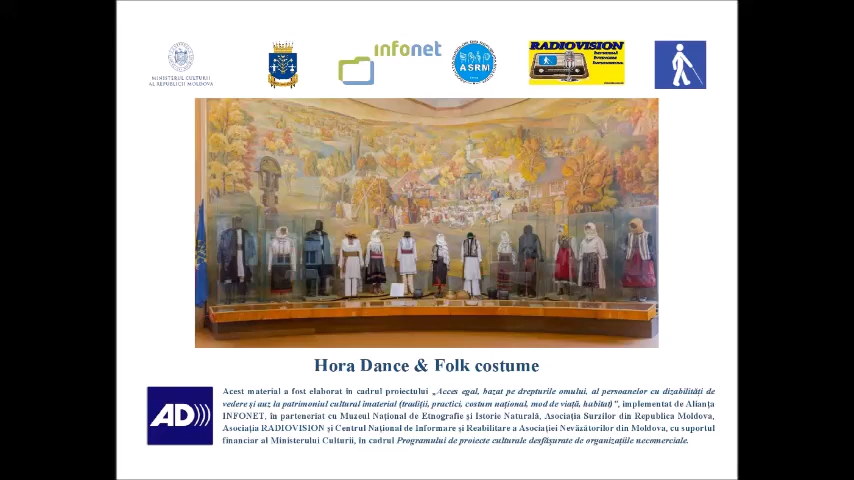 MINISTERUL CULTURII
AL REPUBLICII MOLDOVA
infonet
ASRM
RADIOVISION
Hora Dance & Folk costume
AD
Acest material a fost elaborat în cadrul proiectului „Acces egal, bazat pe drepturile omului, al persoanelor cu dizabilități de
vedere și auz la patrimoniul cultural imaterial (tradiții, practici, costum național, mod de viață, habitat)”, implementat de Alianța
INFONET, în parteneriat cu Muzeul Național de Etnografie și Istorie Naturală, Asociația Surzilor din Republica Moldova,
Asociația RADIOVISION și Centrul Național de Informare și Reabilitare a Asociației Nevăzătorilor din Moldova, cu suportul
financiar al Ministerului Culturii, în cadrul Programului de proiecte culturale desfășurate de organizațiile necomerciale.